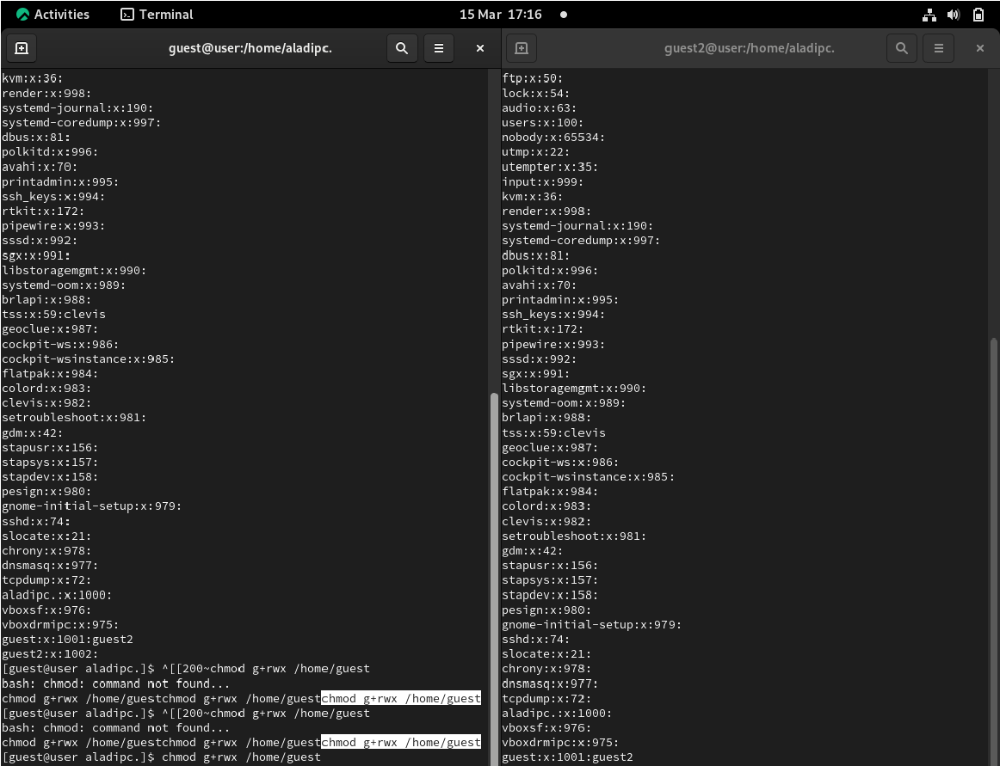 Activities
Terminal
15 Mar 17:16
guest@user:/home/aladipc.
kvm:x:36:
render:x:998:
systemd-journal:x:190:
systemd-coredump:x:997:
dbus:x:81:
polkitd:x:996:
avahi:x:70:
printadmin:x:995:
ssh_keys:x:994:
rtkit:x:172:
pipewire:x:993:
sssd:x:992:
sgx:x:991:
libstoragemgmt:x:990:
systemd-oom:x:989:
brlapi:x:988:
tss:x:59:clevis
geoclue:x:987:
cockpit-ws:x:986:
cockpit-wsinstance:x:985:
flatpak:x:984:
colord:x:983:
clevis:x:982:
setroubleshoot:x:981:
gdm:x:42:
stapusr:x:156:
stapsys:x:157:
stapdev:x:158:
pesign:x:980:
gnome-initial-setup:x:979:
sshd:x:74:
slocate:x:21:
chrony:x:978:
dnsmasq:x:977:
tcpdump:x:72:
aladipc.:x:1000:
vboxsf:x:976:
vboxdrmipc:x:975:
guest:x:1001:guest2
guest2:x:1002:
[guest@user aladipc.]$ ^[[200~chmod g+rwx /home/guest
bash: chmod: command not found...
chmod g+rwx /home/guestchmod g+rwx /home/guestchmod g+rwx /home/guest
[guest@user aladipc.]$ ^[[200~chmod g+rwx /home/guest
bash: chmod: command not found...
chmod g+rwx /home/guestchmod g+rwx /home/guestchmod g+rwx /home/guest
[guest@user aladipc.]$ chmod g+rwx /home/guest
guest2@user:/home/aladipc.
ftp:x:50:
lock:x:54:
audio:x:63:
users:x:100:
nobody:x:65534:
utmp:x:22:
utempter:x:35:
input:x:999:
kvm:x:36:
render:x:998:
systemd-journal:x:190:
systemd-coredump:x:997:
dbus:x:81:
polkitd:x:996:
avahi:x:70:
printadmin:x:995:
ssh_keys:x:994:
rtkit:x:172:
pipewire:x:993:
sssd:x:992:
sgx:x:991:
libstoragemgmt:x:990:
systemd-oom:x:989:
brlapi:x:988:
tss:x:59:clevis
geoclue:x:987:
cockpit-ws:x:986:
cockpit-wsinstance:x:985:
flatpak:x:984:
colord:x:983:
clevis:x:982:
setroubleshoot:x:981:
gdm:x:42:
stapusr:x:156:
stapsys:x:157:
stapdev:x:158:
pesign:x:980:
gnome-initial-setup:x:979:
sshd:x:74:
slocate:x:21:
chrony:x:978:
dnsmasq:x:977:
tcpdump:x:72:
aladipc.:x:1000:
vboxsf:x:976:
vboxdrmipc:x:975:
guest:x:1001:guest2